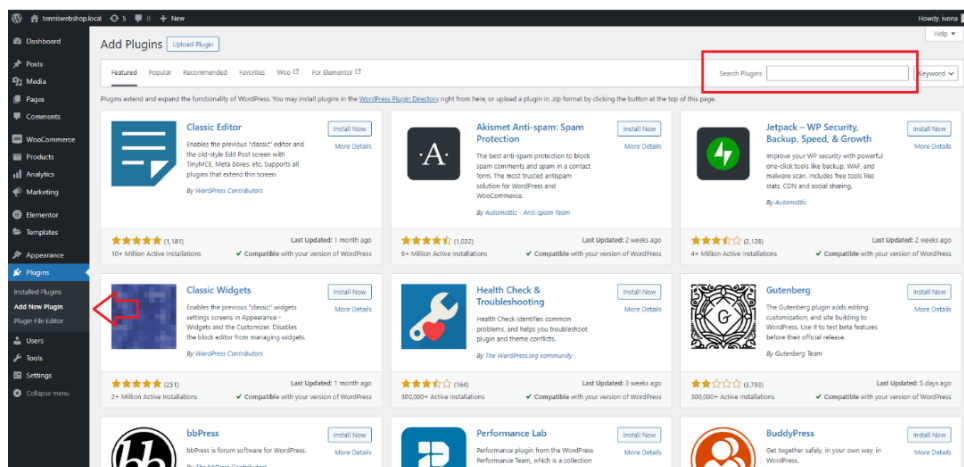 tenniswebshop.local 5 0 + New Howdy, ivona
Help
Dashboard
Posts
Media
Pages
Comments
WooCommerce
Products
Analytics
Marketing
Elementor
Templates
Appearance
Plugins
Installed Plugins
Add New Plugin
Plugin File Editor
Users
Tools
Settings
Collapse menu
Add Plugins Upload Plugin
Featured Popular Recommended Favorites Woo For Elementor Search Plugins Keyword
Plugins extend and expand the functionality of WordPress. You may install plugins in the WordPress Plugin Directory right from here, or upload a plugin in .zip format by clicking the button at the top of this page.
Classic Editor
Install Now
More Details
Enables the previous "classic" editor and
the old-style Edit Post screen with
TinyMCE, Meta Boxes, etc. Supports all
plugins that extend this screen.
By WordPress Contributors
(1,181) Last Updated: 1 month ago
10+ Million Active Installations ✔ Compatible with your version of WordPress
·A·
Akismet Anti-spam: Spam
Protection
Install Now
More Details
The best anti-spam protection to block
spam comments and spam in a contact
form. The most trusted antispam
solution for WordPress and
WooCommerce.
By Automattic - Anti-spam Team
(1,022) Last Updated: 2 weeks ago
6+ Million Active Installations ✔ Compatible with your version of WordPress
Jetpack – WP Security,
Backup, Speed, & Growth
Install Now
More Details
Improve your WP security with powerful
one-click tools like backup, WAF, and
malware scan. Includes free tools like
stats, CDN and social sharing.
By Automattic
(2,128) Last Updated: 2 weeks ago
4+ Million Active Installations ✔ Compatible with your version of WordPress
Classic Widgets
Install Now
More Details
Enables the previous "classic" widgets
settings screens in Appearance -
Widgets and the Customizer. Disables
the block editor from managing widgets.
By WordPress Contributors
(251) Last Updated: 1 month ago
2+ Million Active Installations ✔ Compatible with your version of WordPress
Health Check &
Troubleshooting
Install Now
More Details
Health Check identifies common
problems, and helps you troubleshoot
plugin and theme conflicts.
By The WordPress.org community
(164) Last Updated: 3 weeks ago
300,000+ Active Installations ✔ Compatible with your version of WordPress
G
Gutenberg
Install Now
More Details
The Gutenberg plugin adds editing,
customization, and site building to
WordPress. Use it to test beta features
before their official release.
By Gutenberg Team
(3,793) Last Updated: 5 days ago
300,000+ Active Installations ✔ Compatible with your version of WordPress
bb
bbPress
Install Now
More Details
bbPress is forum software for WordPress.
By The bbPress Contributors
Performance Lab
Install Now
More Details
Performance plugin from the WordPress
Performance Team, which is a collection
BuddyPress
Install Now
More Details
Get together safely, in your own way, in
WordPress.